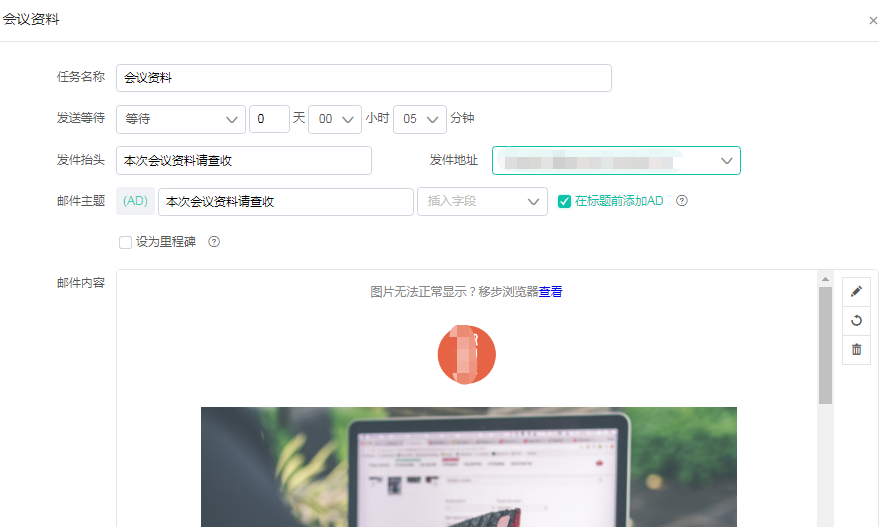 会议资料 ×
任务名称 会议资料
发送等待 等待 0 天 00 小时 05 分钟
发件抬头 本次会议资料请查收 发件地址
邮件主题 (AD) 本次会议资料请查收 插入字段 在标题前添加AD ?
设为里程碑 ?
邮件内容
图片无法正常显示？移步浏览器查看